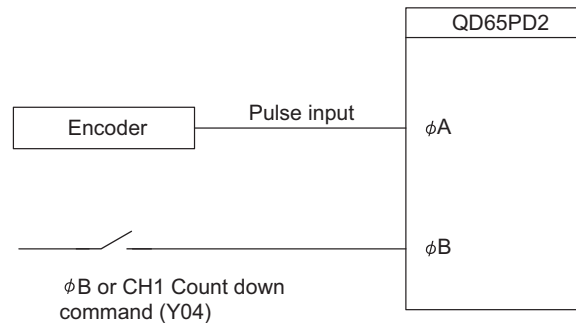 QD65PD2
Pulse input
Encoder
ϕA
ϕB
ϕB or CH1 Count down
command (Y04)